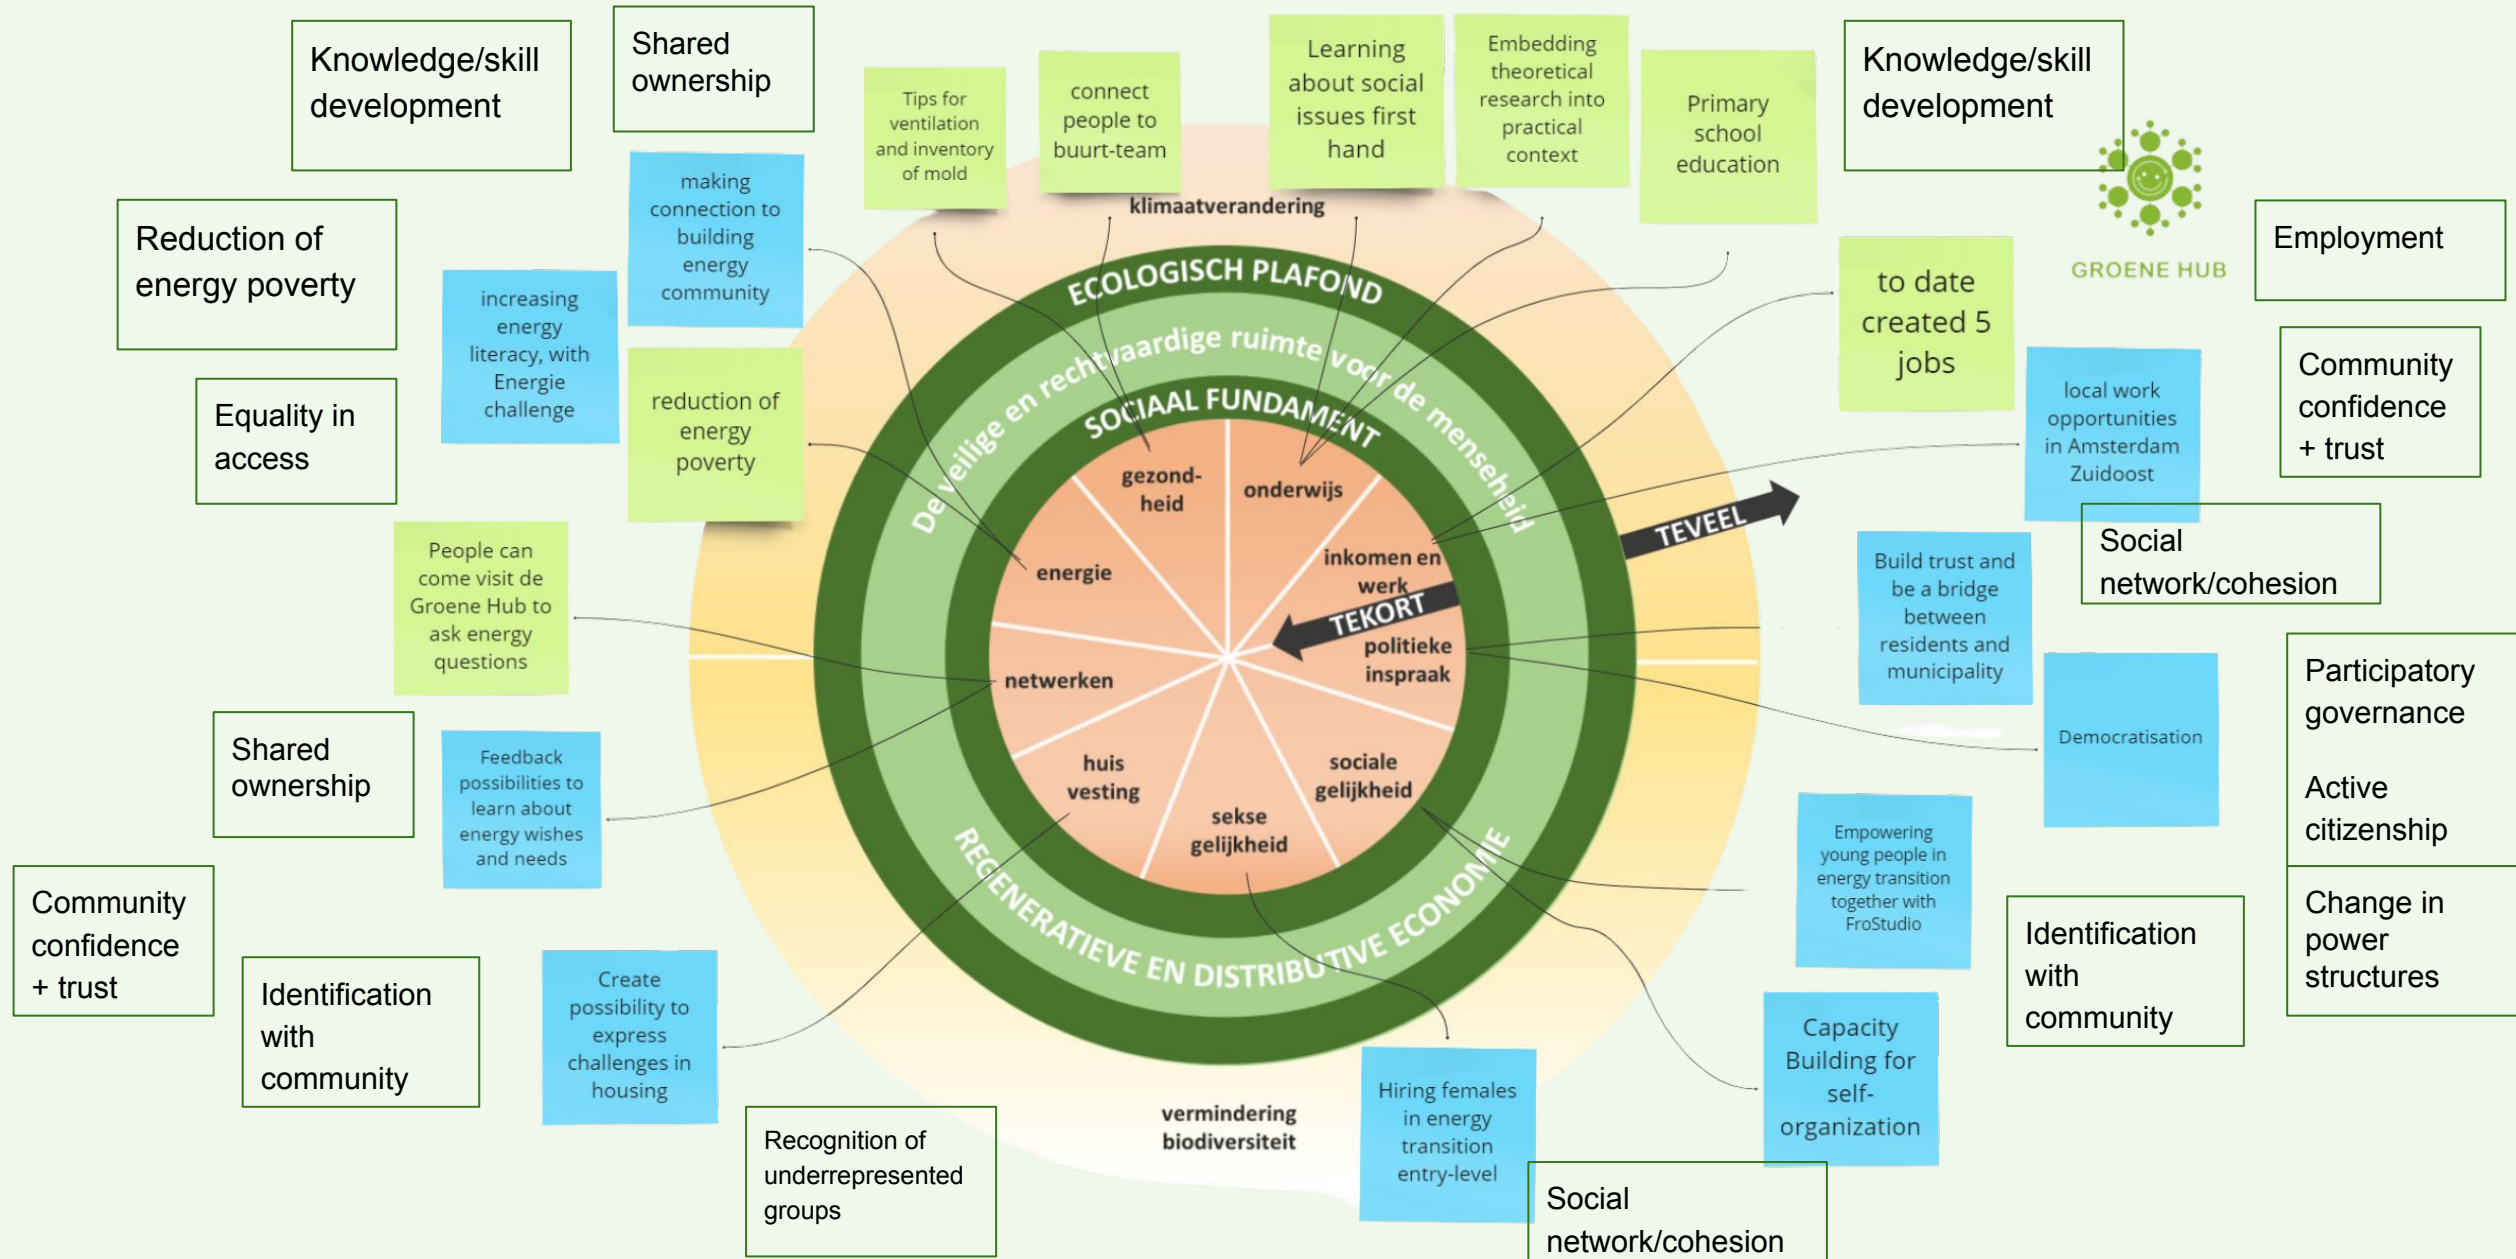 Knowledge/skill
development
Shared
ownership
Tips for
ventilation
and inventory
of mold
connect
people to
buurt-team
Learning
about social
issues first
hand
Embedding
theoretical
research into
practical
context
Primary
school
education
Knowledge/skill
development
GROENE HUB
Employment
Reduction of
energy poverty
making
connection to
building
energy
community
klimaatverandering
increasing
energy
literacy, with
Energie
challenge
reduction of
energy
poverty
Equality in
access
to date
created 5
jobs
local work
opportunities
in Amsterdam
Zuidoost
Community
confidence
+ trust
ECOLOGISCH PLAFOND
De veilige en rechtvaardige ruimte voor de menseheid
SOCIAAL FUNDAMENT
gezond-
heid
onderwijs
energie
inkomen en
werk
TEVEEL
TEKORT
politieke
inspraak
netwerken
huis
vesting
sekse
gelijkheid
sociale
gelijkheid
REGENERATIEVE EN DISTRIBUTIVE ECONOMIE
People can
come visit de
Groene Hub to
ask energy
questions
Social
network/cohesion
Build trust and
be a bridge
between
residents and
municipality
Participatory
governance
Active
citizenship
Democratisation
Shared
ownership
Feedback
possibilities to
learn about
energy wishes
and needs
Empowering
young people in
energy transition
together with
FroStudio
Change in
power
structures
Community
confidence
+ trust
Identification
with
community
Identification
with
community
Create
possibility to
express
challenges in
housing
Capacity
Building for
self-
organization
Recognition of
underrepresented
groups
vermindering
biodiversiteit
Hiring females
in energy
transition
entry-level
Social
network/cohesion